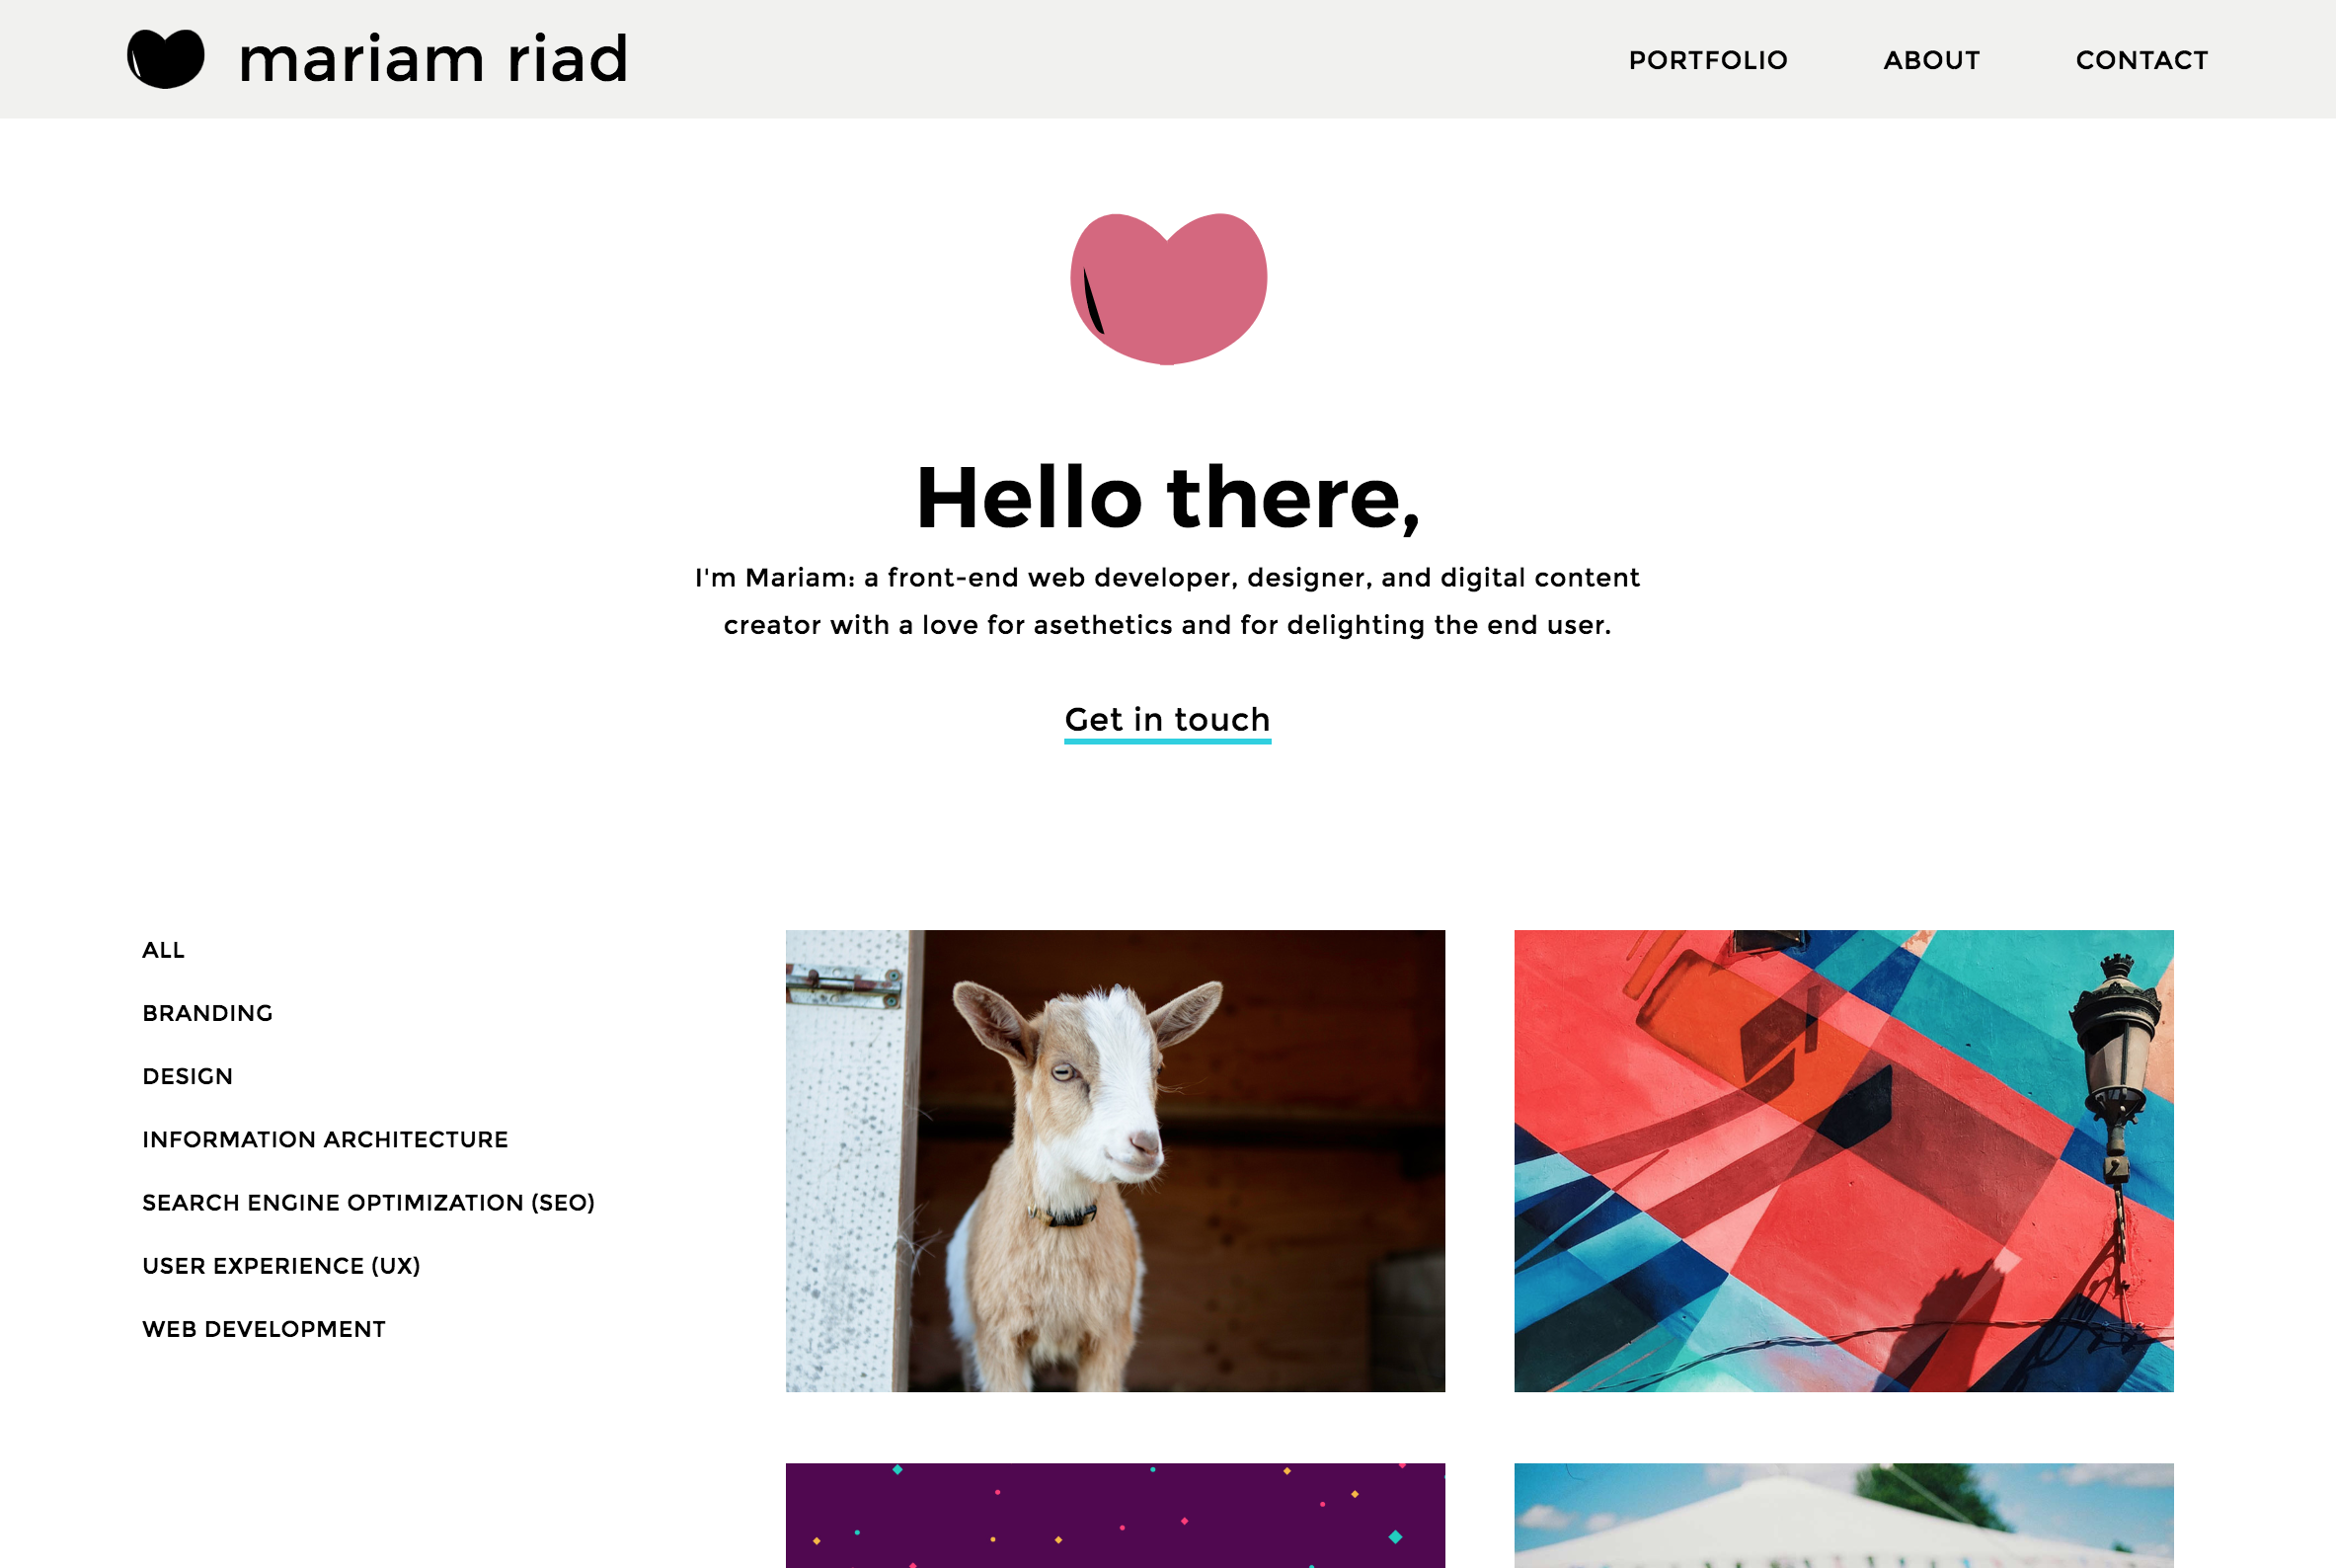 mariam riad
PORTFOLIO
ABOUT
CONTACT
Hello there,
I'm Mariam: a front-end web developer, designer, and digital content
creator with a love for asethetics and for delighting the end user.
Get in touch
ALL
BRANDING
DESIGN
INFORMATION ARCHITECTURE
SEARCH ENGINE OPTIMIZATION (SEO)
USER EXPERIENCE (UX)
WEB DEVELOPMENT